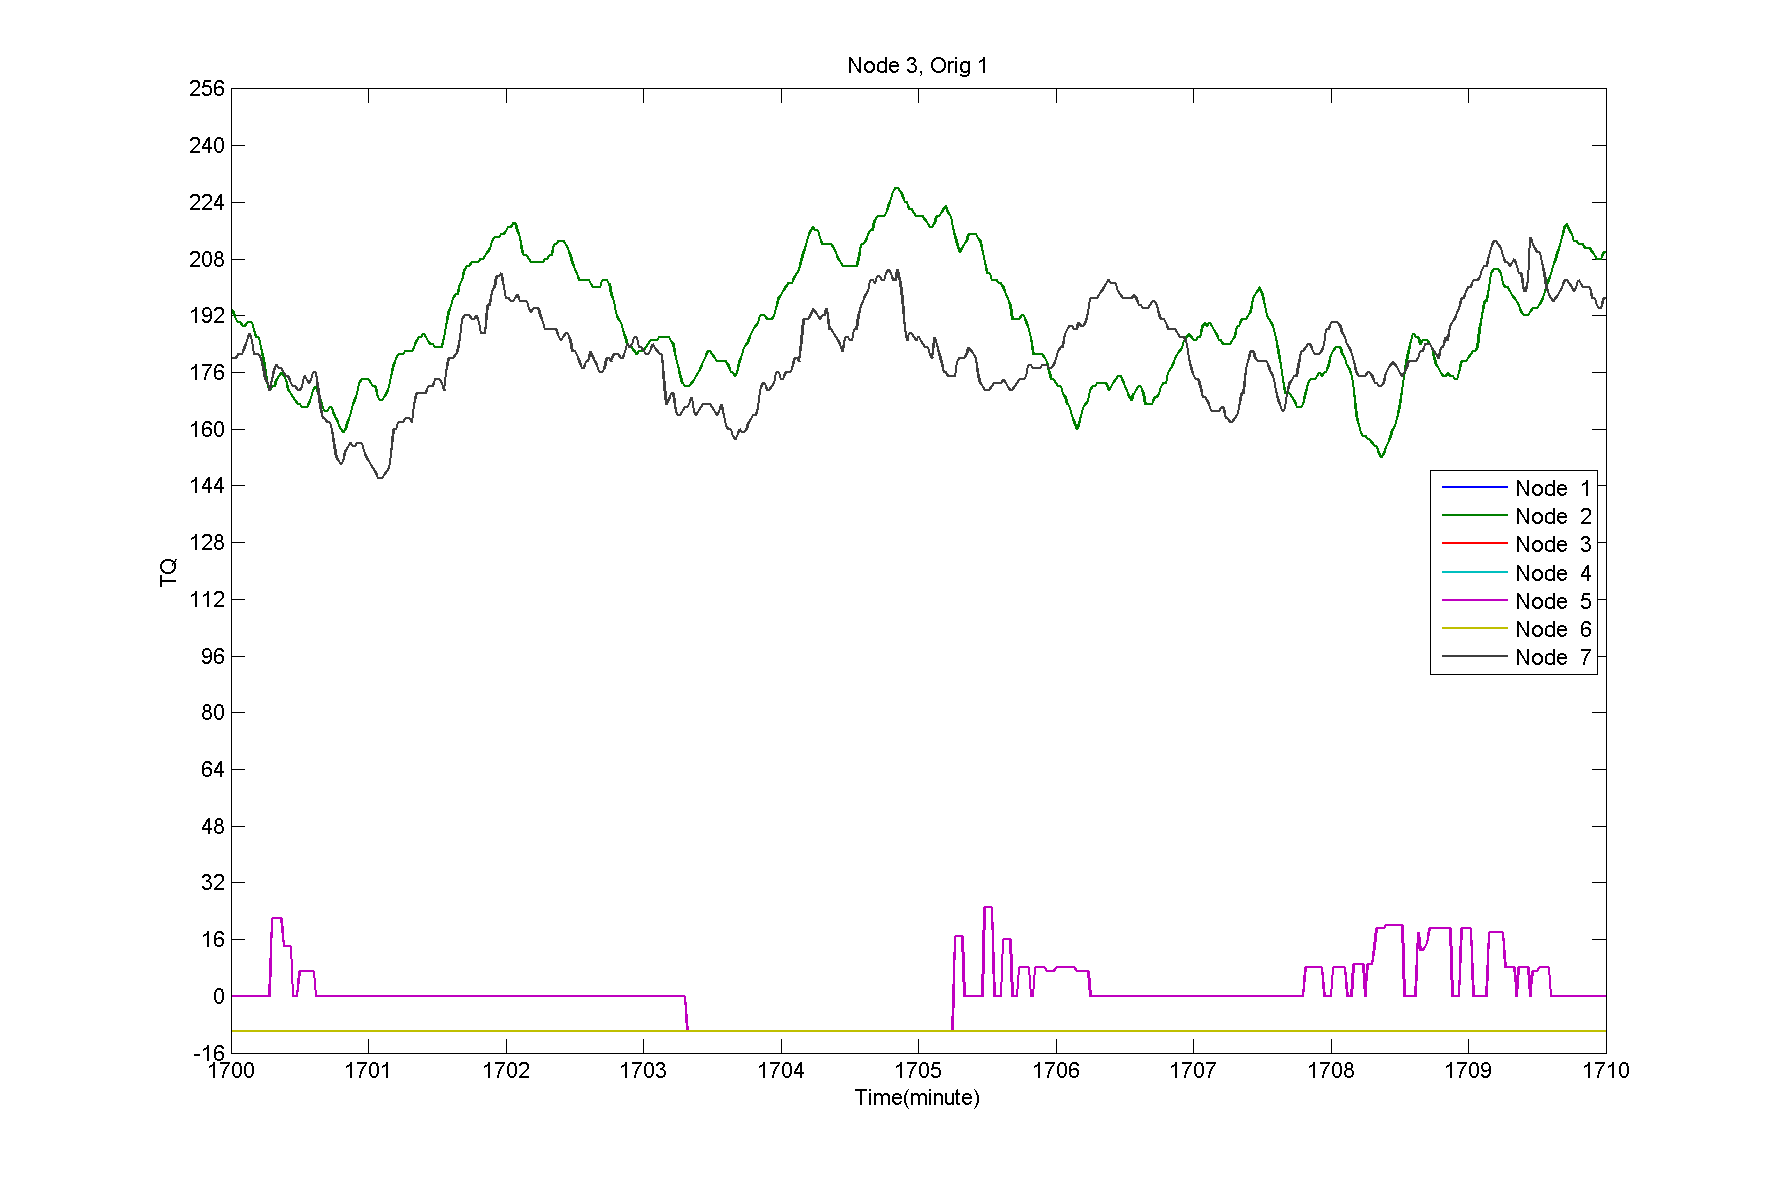 Node 3, Orig 1
256
240
224
208
192
176
160
144
128
112
96
80
64
48
32
16
0
-16
TQ
Node 1
Node 2
Node 3
Node 4
Node 5
Node 6
Node 7
1700 1701 1702 1703 1704 1705 1706 1707 1708 1709 1710
Time(minute)